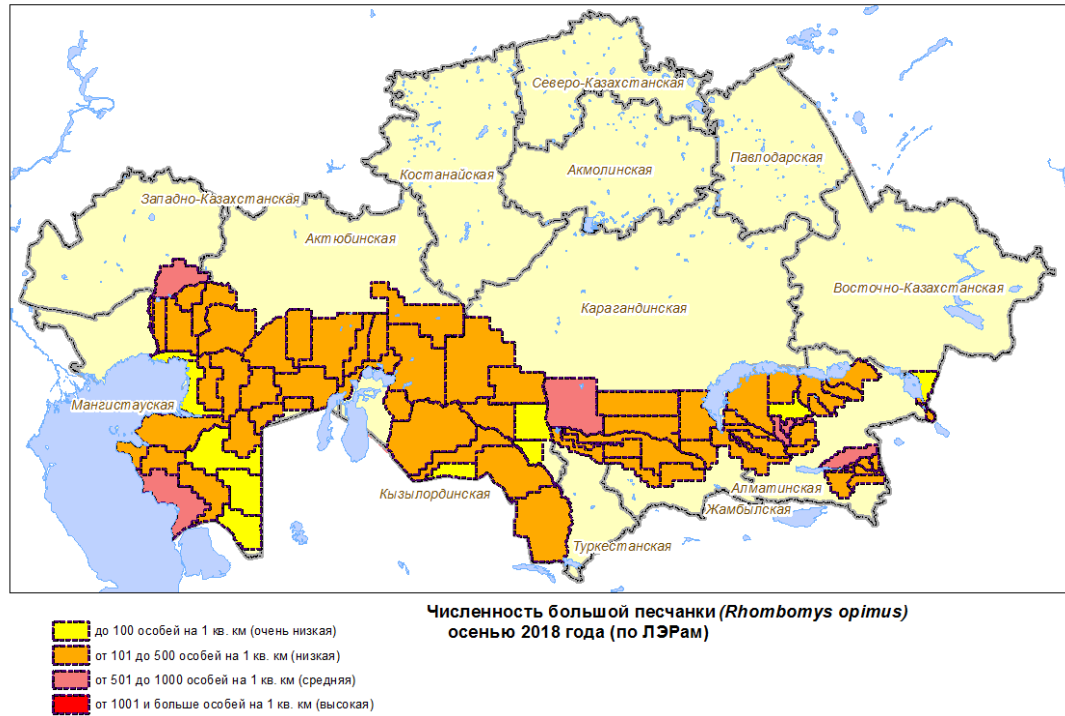 Северо-Казахстанская
Павлодарская
Акмолинская
Костанайская
Западно-Казахстанская
Актюбинская
Восточно-Казахстанская
Карагандинская
Мангистауская
Алматинская
Кызылординская
Жамбылская
Туркестанская
Численность большой песчанки (Rhombomys opimus)
осенью 2018 года (по ЛЭРам)
до 100 особей на 1 кв. км (очень низкая)
от 101 до 500 особей на 1 кв. км (низкая)
от 501 до 1000 особей на 1 кв. км (средняя)
от 1001 и больше особей на 1 кв. км (высокая)